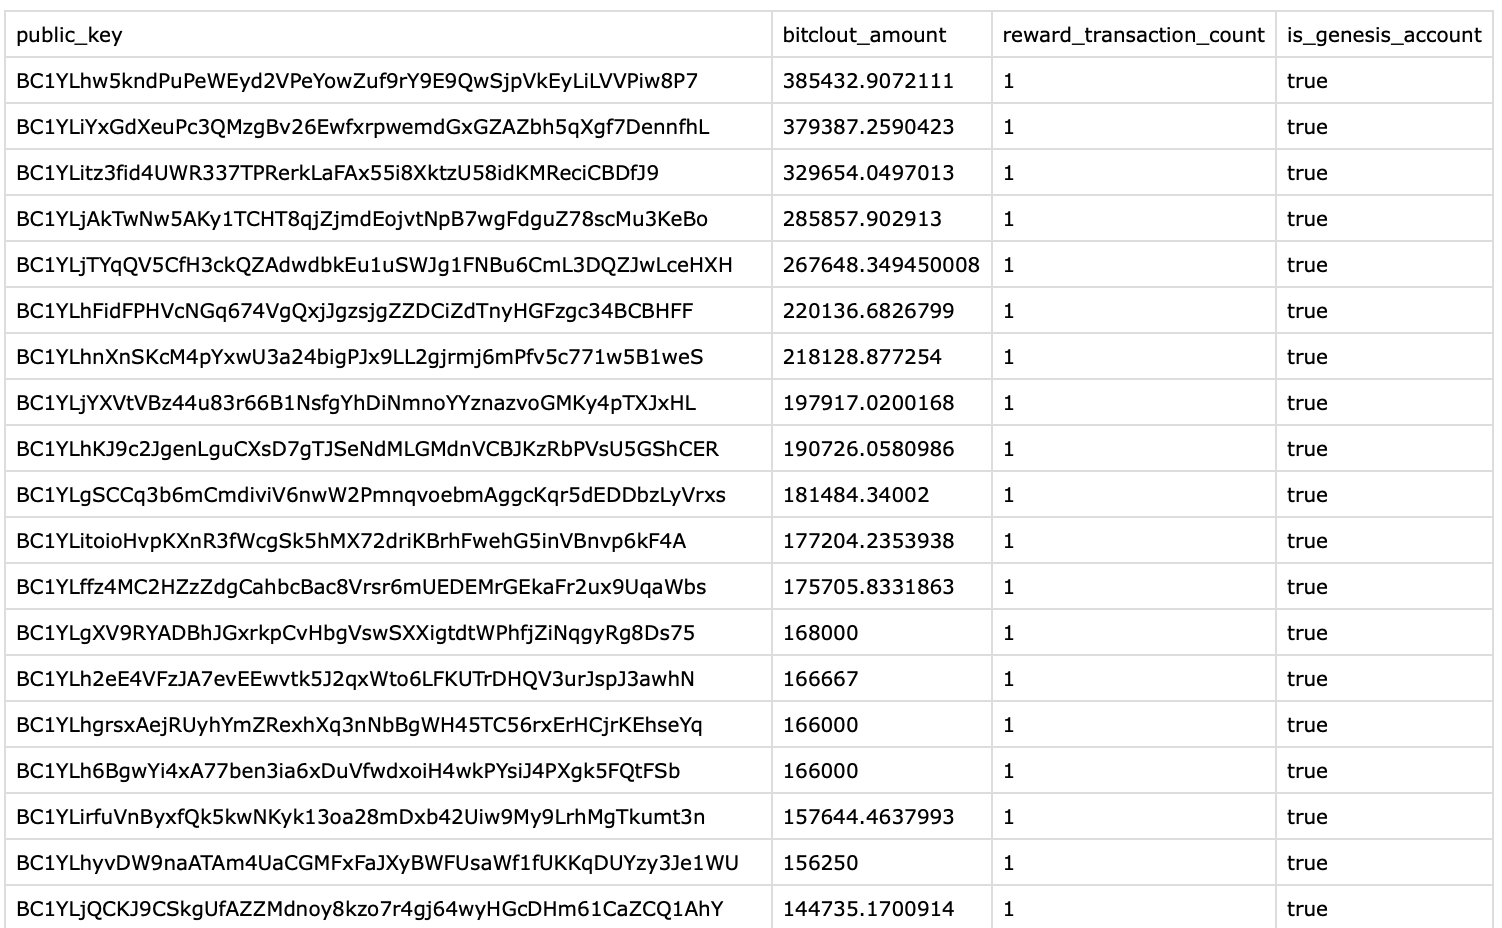 public_key bitclout_amount reward_transaction_count is_genesis_account
BC1YLhw5kndPuPeWEyd2VPeYowZuf9rY9E9QwSjpVkEyLiLVVPiw8P7 385432.9072111 1 true
BC1YLiYxGdXeuPc3QMzgBv26EwfxrpwemdGxGZAZbh5qXgf7DennfhL 379387.2590423 1 true
BC1YLitz3fid4UWR337TPRerkLaFAx55i8XktzU58idKMReciCBDfJ9 329654.0497013 1 true
BC1YLjAkTwNw5AKy1TCHT8qjZjmdEojvtNpB7wgFdguZ78scMu3KeBo 285857.902913 1 true
BC1YLjTYqQV5CfH3ckQZAdwdbkEu1uSWJg1FNBu6CmL3DQZJwLceHXH 267648.349450008 1 true
BC1YLhFidFPHVcNGq674VgQxjJgzsjgZZDCiZdTnyHGFzgc34BCBHFF 220136.6826799 1 true
BC1YLhnXnSKcM4pYxwU3a24bigPJx9LL2gjrmj6mPfv5c771w5B1weS 218128.877254 1 true
BC1YLjYXVtVBz44u83r66B1NsfgYhDiNmnoYYznazvoGMKy4pTXJxHL 197917.0200168 1 true
BC1YLhKJ9c2JgenLguCXsD7gTJSeNdMLGMdnVCBJKzRbPVsU5GShCER 190726.0580986 1 true
BC1YLgSCCq3b6mCmdiviV6nwW2PmnqvoebmAggcKqr5dEDDbzLyVrxs 181484.34002 1 true
BC1YLitoioHvpKXnR3fWcgSk5hMX72driKBrhFwehG5inVBnvp6kF4A 177204.2353938 1 true
BC1YLffz4MC2HZzZdgCahbcBac8Vrsr6mUEDEMrGEkaFr2ux9UqaWbs 175705.8331863 1 true
BC1YLgXV9RYADBhJGxrkpCvHbgVswSXXigtdtWPhfjZiNqgyRg8Ds75 168000 1 true
BC1YLh2eE4VFzJA7evEEwvtk5J2qxWto6LFKUTrDHQV3urJspJ3awhN 166667 1 true
BC1YLhgrsxAejRUyhYmZRexhXq3nNbBgWH45TC56rxErHCjrKEhseYq 166000 1 true
BC1YLh6BgwYi4xA77ben3ia6xDuVfwdxoiH4wkPYsiJ4PXgk5FQtFSb 166000 1 true
BC1YLirfuVnByxfQk5kwNKyk13oa28mDxb42Uiw9My9LrhMgTkumt3n 157644.4637993 1 true
BC1YLhyvDW9naATAm4UaCGMFxFaJXyBWFUsaWf1fUKKqDUYzy3Je1WU 156250 1 true
BC1YLjQCKJ9CSkgUfAZZMdnoy8kzo7r4gj64wyHGcDHm61CaZCQ1AhY 144735.1700914 1 true